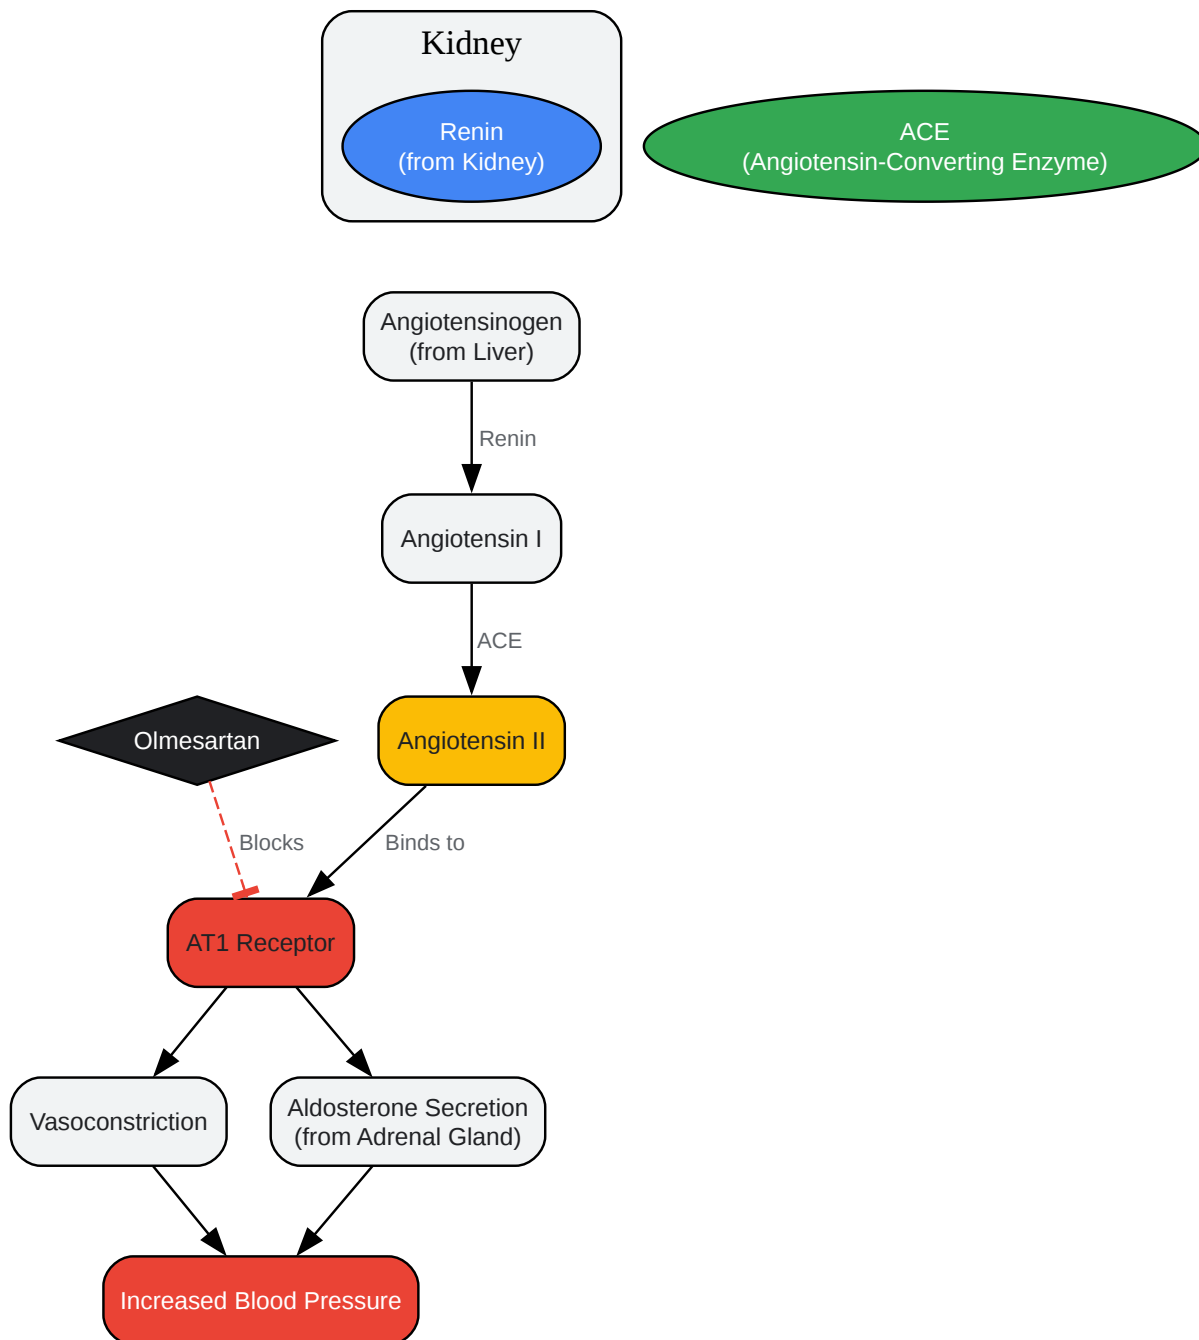 Kidney
Renin
(from Kidney)
ACE
(Angiotensin-Converting Enzyme)
Angiotensinogen
(from Liver)
Renin
Angiotensin I
ACE
Olmesartan
Angiotensin II
Blocks
Binds to
AT1 Receptor
Vasoconstriction
Aldosterone Secretion
(from Adrenal Gland)
Increased Blood Pressure